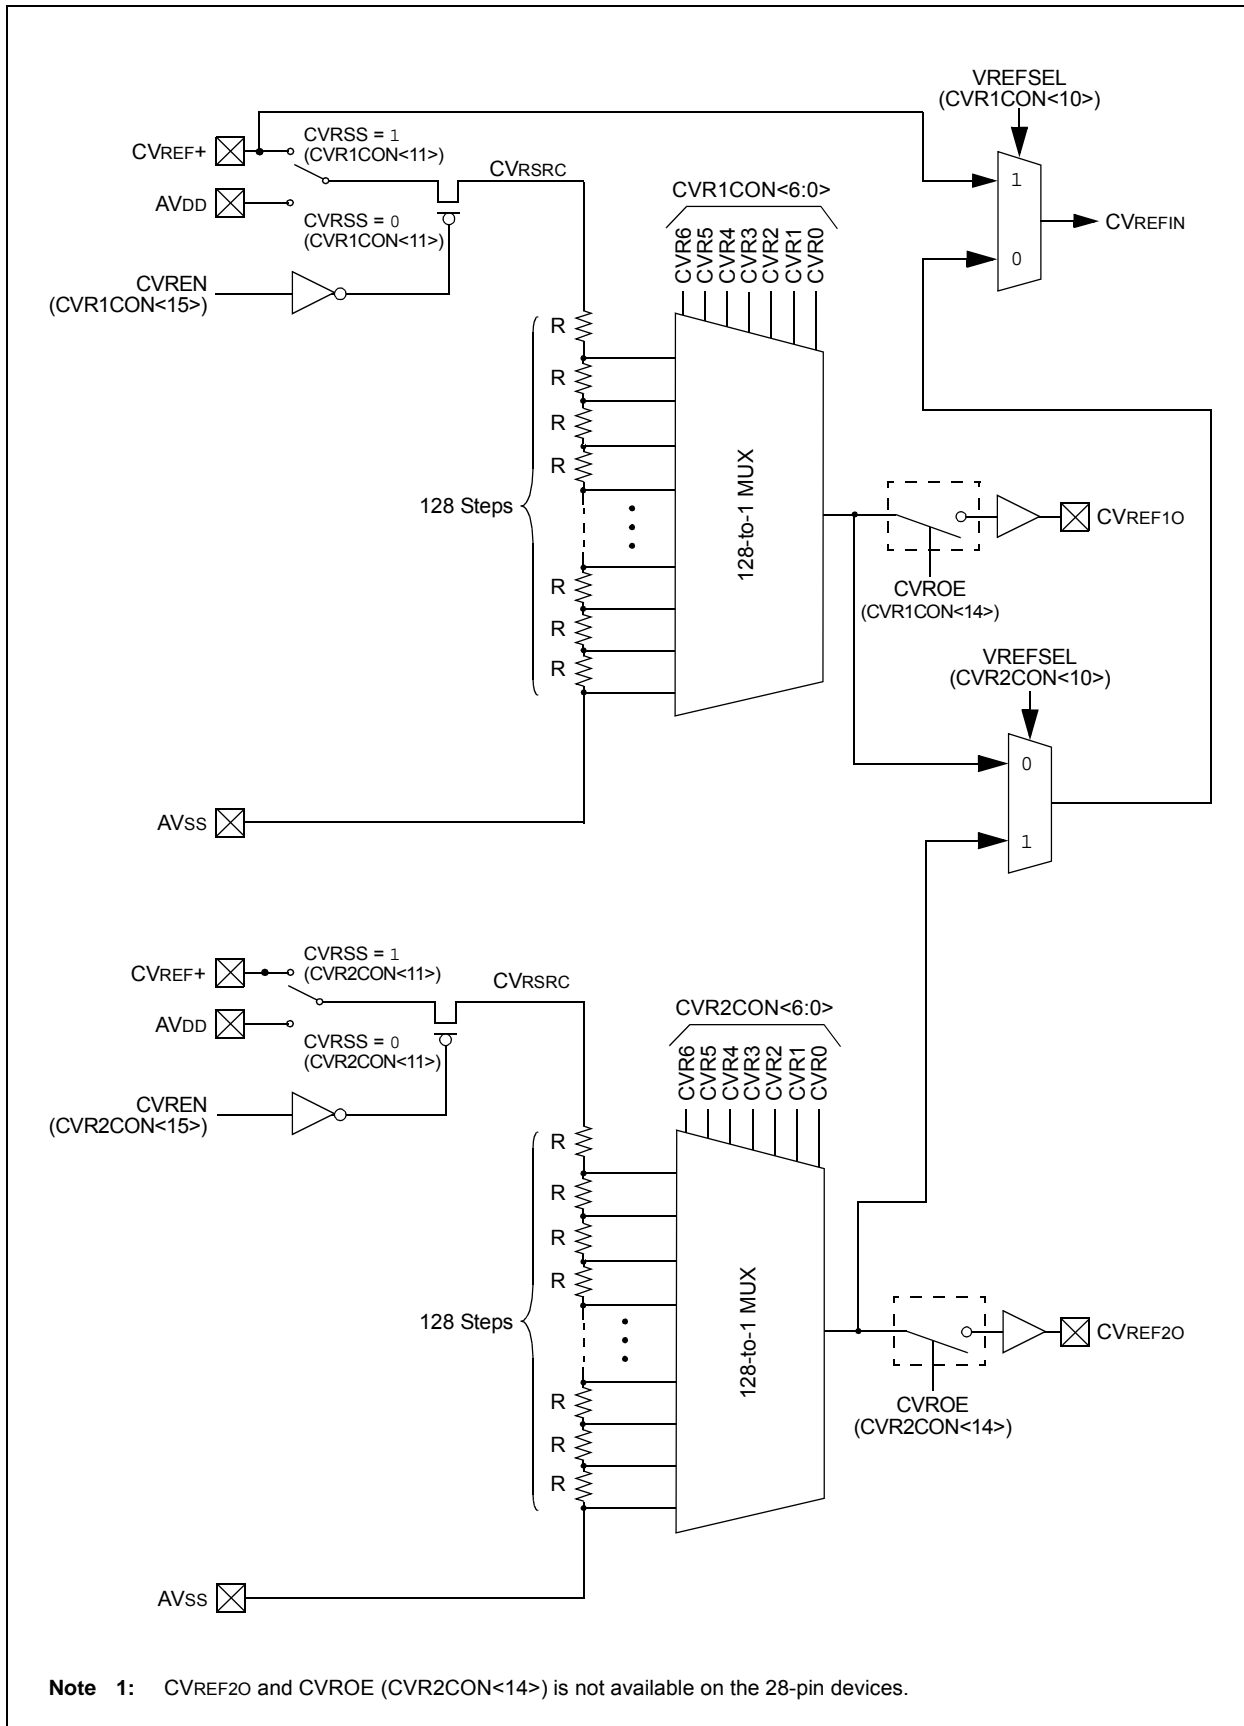 VREFSEL
(CVR1CON<10>)
CVREF+
CVRSS = 1
(CVR1CON<11>)
CVRSRC
AVDD
CVRSS = 0
(CVR1CON<11>)
CVREN
(CVR1CON<15>)
CVR1CON<6:0>
CVR6
CVR5
CVR4
CVR3
CVR2
CVR1
CVR0
1
0
CVREFIN
R
R
R
R
128 Steps
R
R
R
128-to-1 MUX
CVREF1O
CVROE
(CVR1CON<14>)
VREFSEL
(CVR2CON<10>)
0
1
AVSS
CVREF+
CVRSS = 1
(CVR2CON<11>)
CVRSRC
AVDD
CVRSS = 0
(CVR2CON<11>)
CVREN
(CVR2CON<15>)
CVR2CON<6:0>
CVR6
CVR5
CVR4
CVR3
CVR2
CVR1
CVR0
R
R
R
R
128 Steps
R
R
R
128-to-1 MUX
CVREF2O
CVROE
(CVR2CON<14>)
AVSS
Note 1: CVREF2O and CVROE (CVR2CON<14>) is not available on the 28-pin devices.